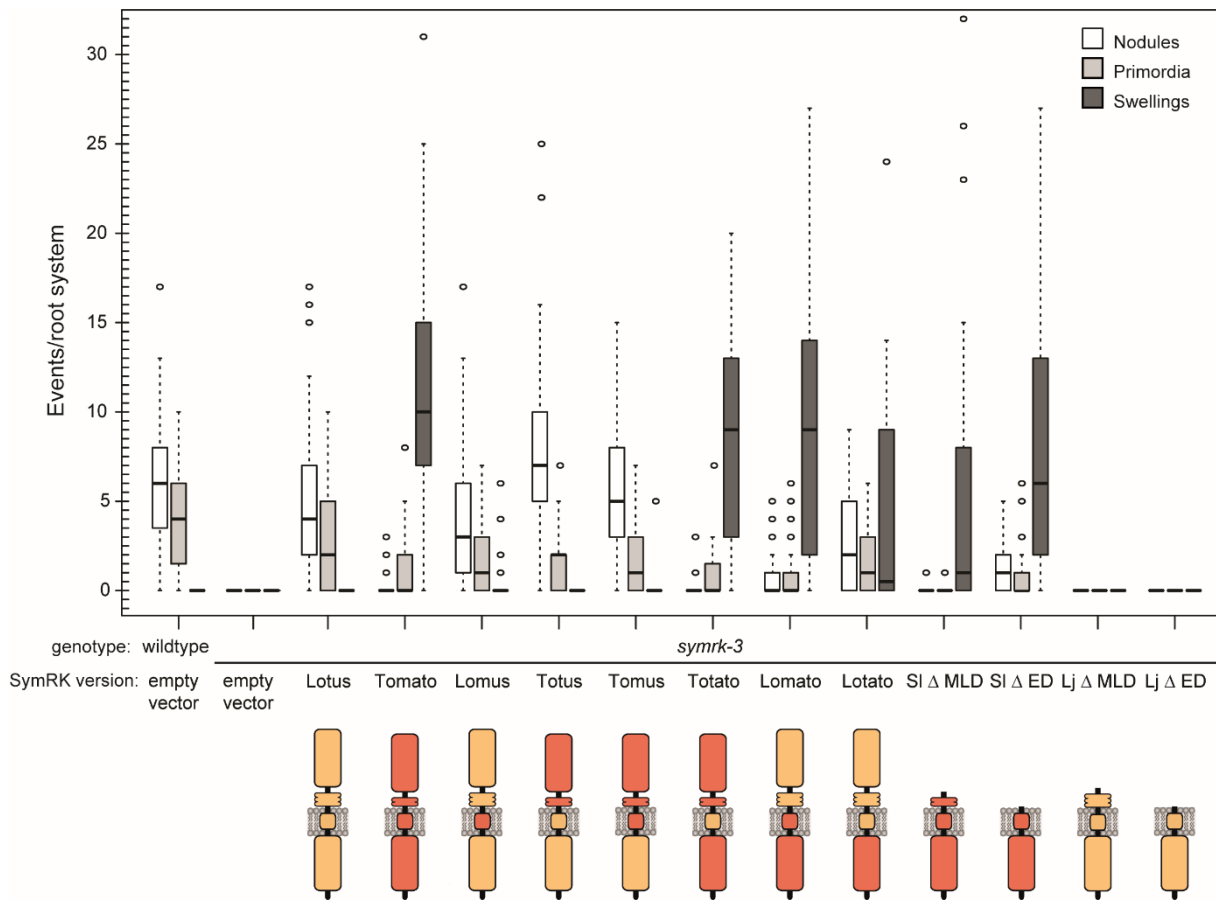 Nodules
Primordia
Swellings
Events/root system
30
25
20
15
10
5
0
genotype: wildtype symrk-3
SymRK version: empty vector empty vector Lotus Tomato Lomus Totus Tomus Totato Lomato Lotato Sl Δ MLD Sl Δ ED Lj Δ MLD Lj Δ ED